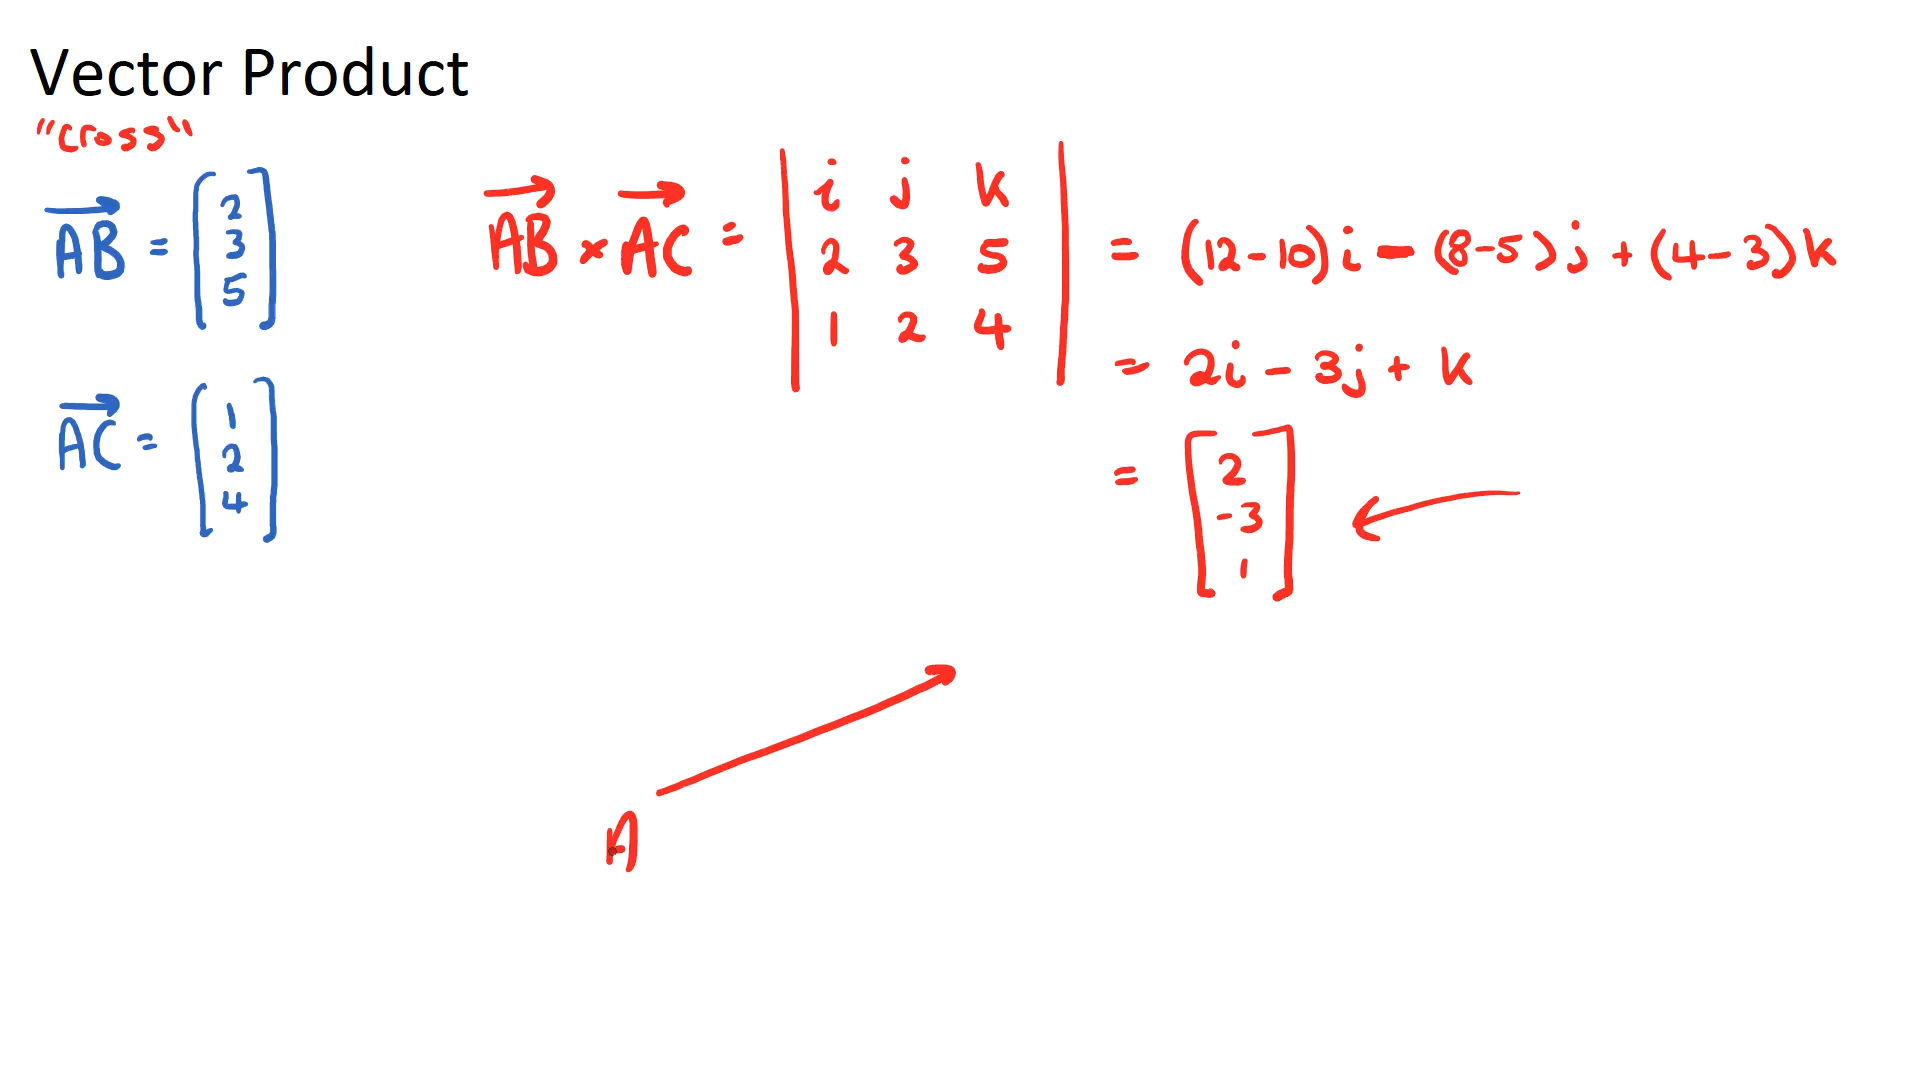 Vector Product
"cross"
AB = [2 3 5]
AC = [1 2 4]
AB × AC = | i j k
2 3 5
1 2 4 | = (12-10)i - (8-5)j + (4-3)k
= 2i - 3j + k
= [2 -3 1]
A